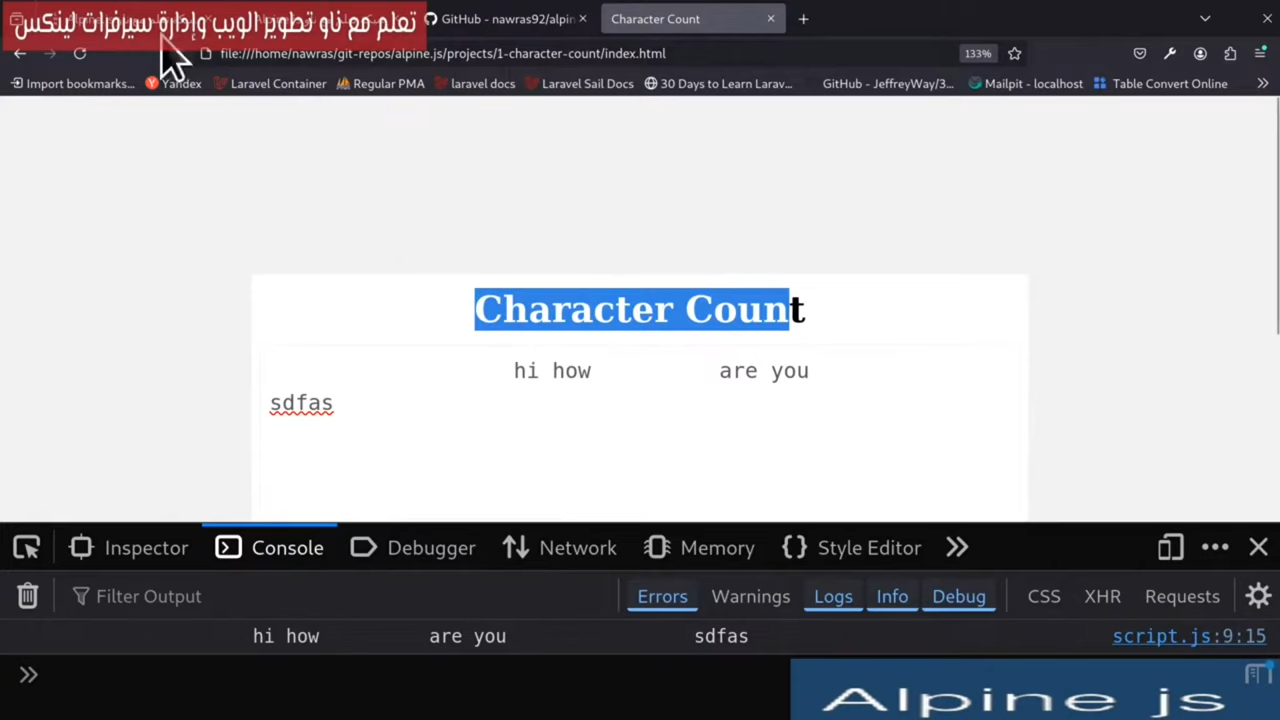 تعلم مع ناو تطوير الويب وإدارة سيرفرات لينكس
GitHub - nawras92/alpin
Character Count
file:///home/nawras/git-repos/alpine.js/projects/1-character-count/index.html
133%
Import bookmarks...
Yandex
Laravel Container
Regular PMA
laravel docs
Laravel Sail Docs
30 Days to Learn Larav...
GitHub - JeffreyWay/3...
Mailpit - localhost
Table Convert Online
Character Count
hi how are you
sdfas
Inspector
Console
Debugger
Network
Memory
Style Editor
Filter Output
Errors
Warnings
Logs
Info
Debug
CSS
XHR
Requests
hi how are you sdfas
script.js:9:15
Alpine js